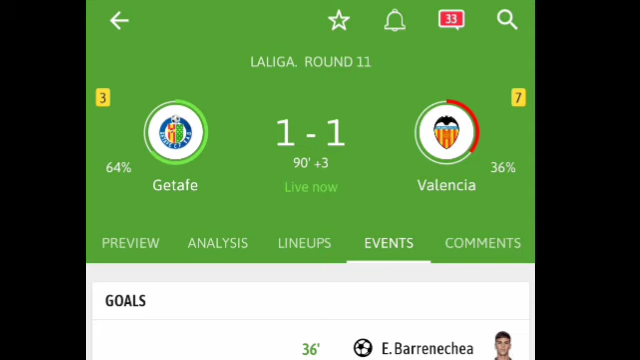 33
LALIGA. ROUND 11
3
7
1 - 1
90' +3
64%
36%
Getafe
Live now
Valencia
PREVIEW ANALYSIS LINEUPS EVENTS COMMENTS
GOALS
36' E. Barrenechea